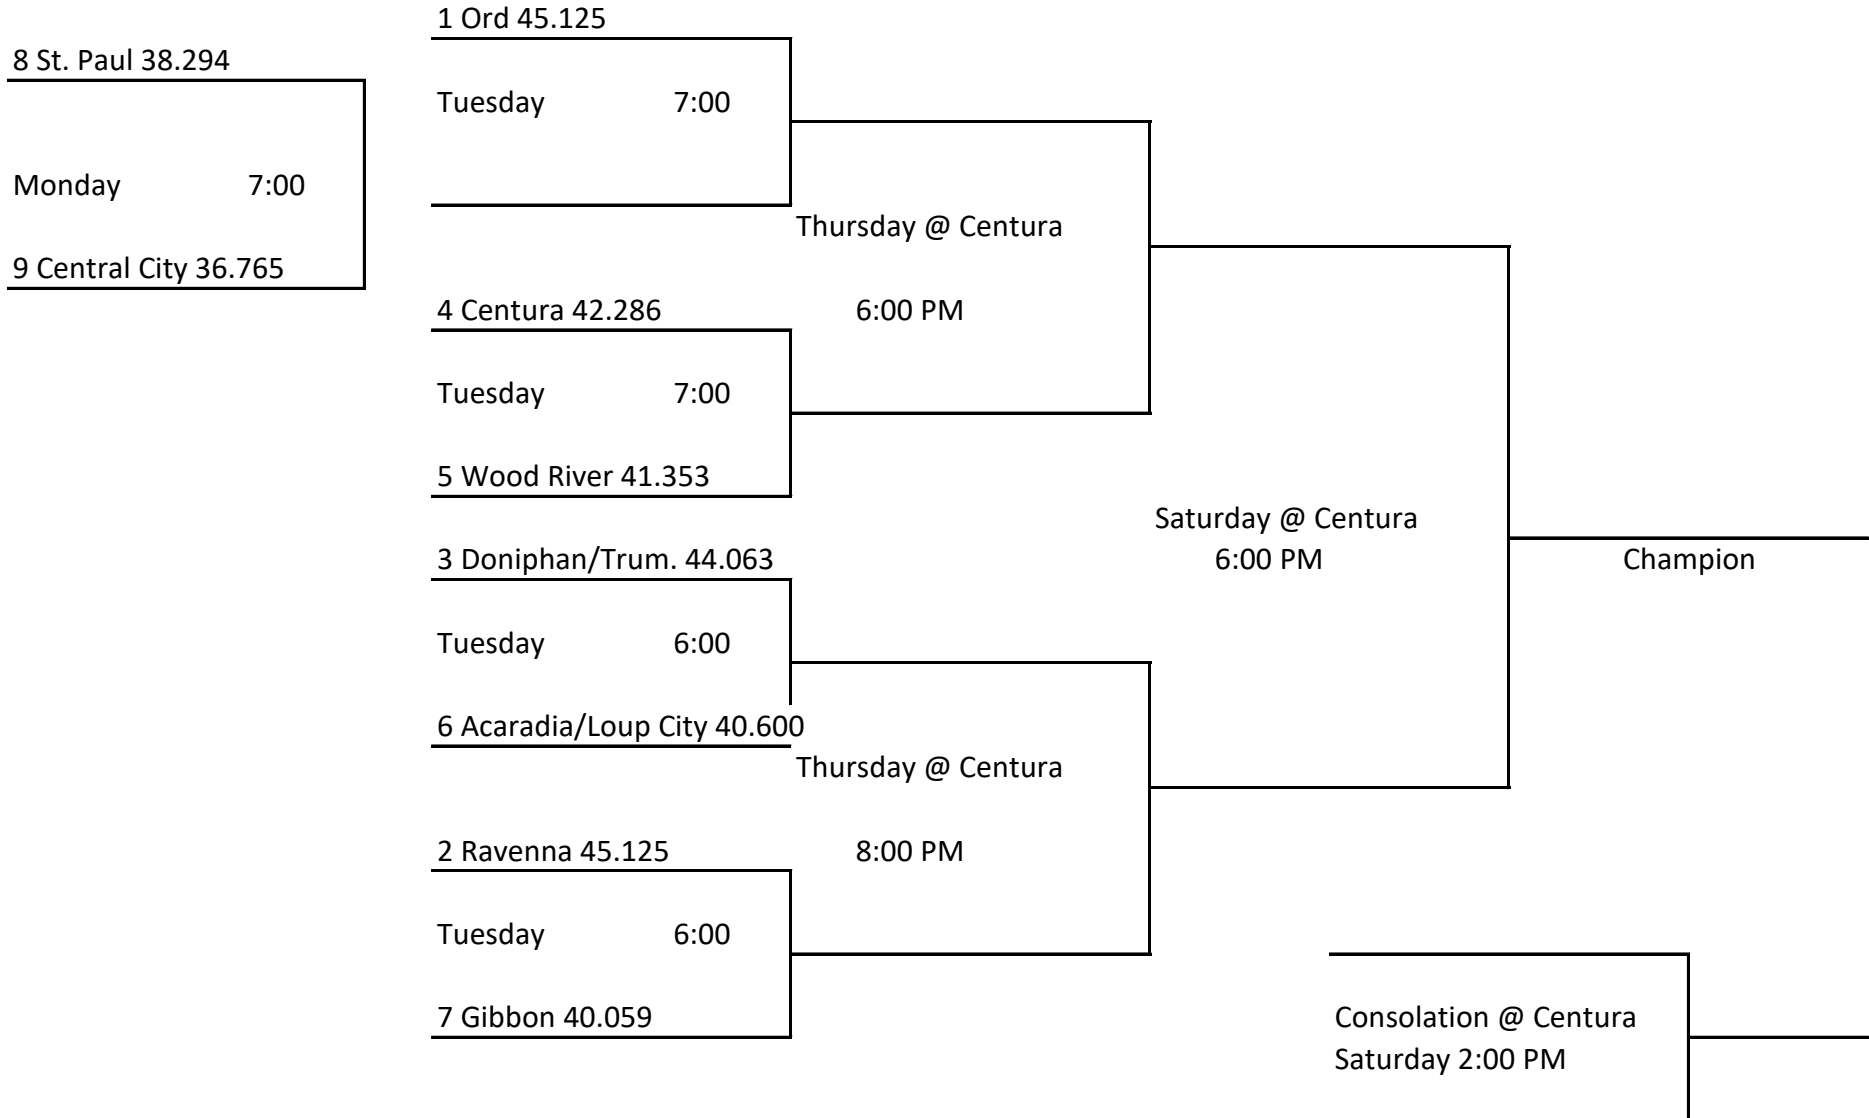 1 Ord 45.125
8 St. Paul 38.294
Tuesday 7:00
Monday 7:00
Thursday @ Centura
9 Central City 36.765
4 Centura 42.286 6:00 PM
Tuesday 7:00
5 Wood River 41.353
Saturday @ Centura
3 Doniphan/Trum. 44.063 6:00 PM Champion
Tuesday 6:00
6 Acaradia/Loup City 40.600
Thursday @ Centura
2 Ravenna 45.125 8:00 PM
Tuesday 6:00
7 Gibbon 40.059 Consolation @ Centura
Saturday 2:00 PM